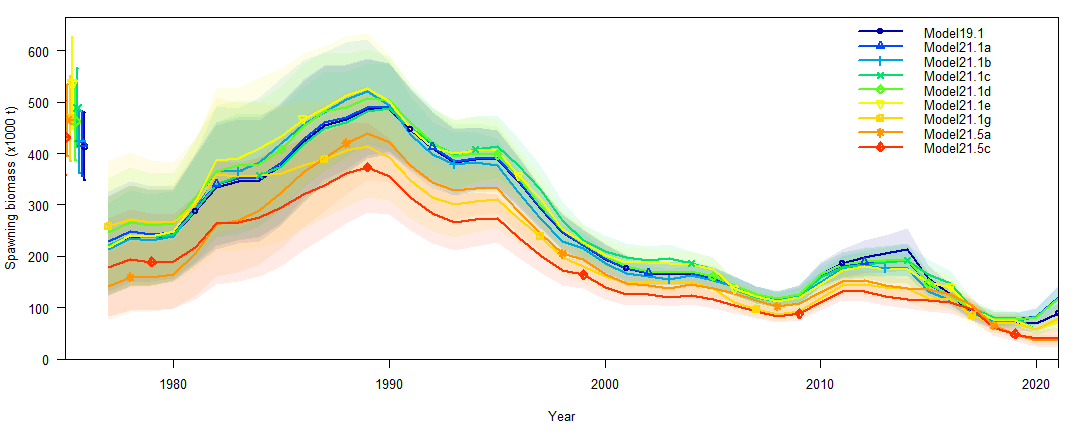 Model19.1
Model21.1a
Model21.1b
Model21.1c
Model21.1d
Model21.1e
Model21.1g
Model21.5a
Model21.5c
Spawning biomass (x1000 t)
600
500
400
300
200
100
0
1980 1990 2000 2010 2020
Year